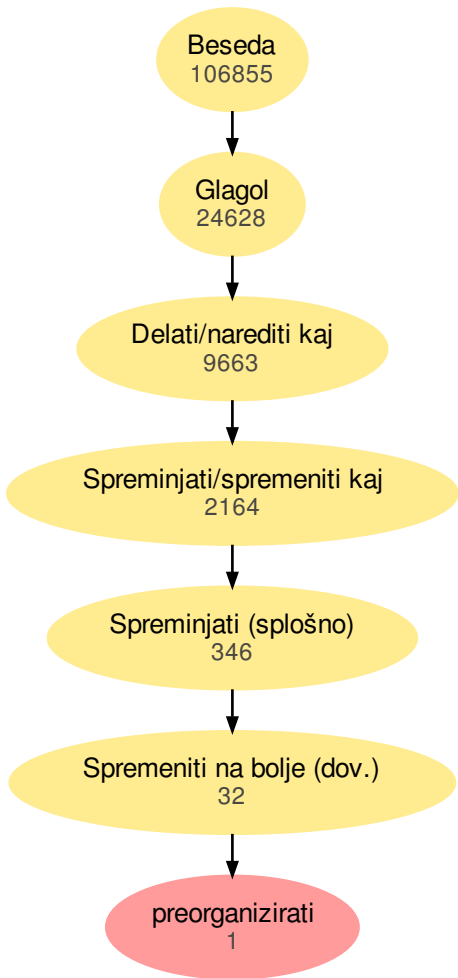 Beseda
106855
Glagol
24628
Delati/narediti kaj
9663
Spreminjati/spremeniti kaj
2164
Spreminjati (splošno)
346
Spremeniti na bolje (dov.)
32
preorganizirati
1